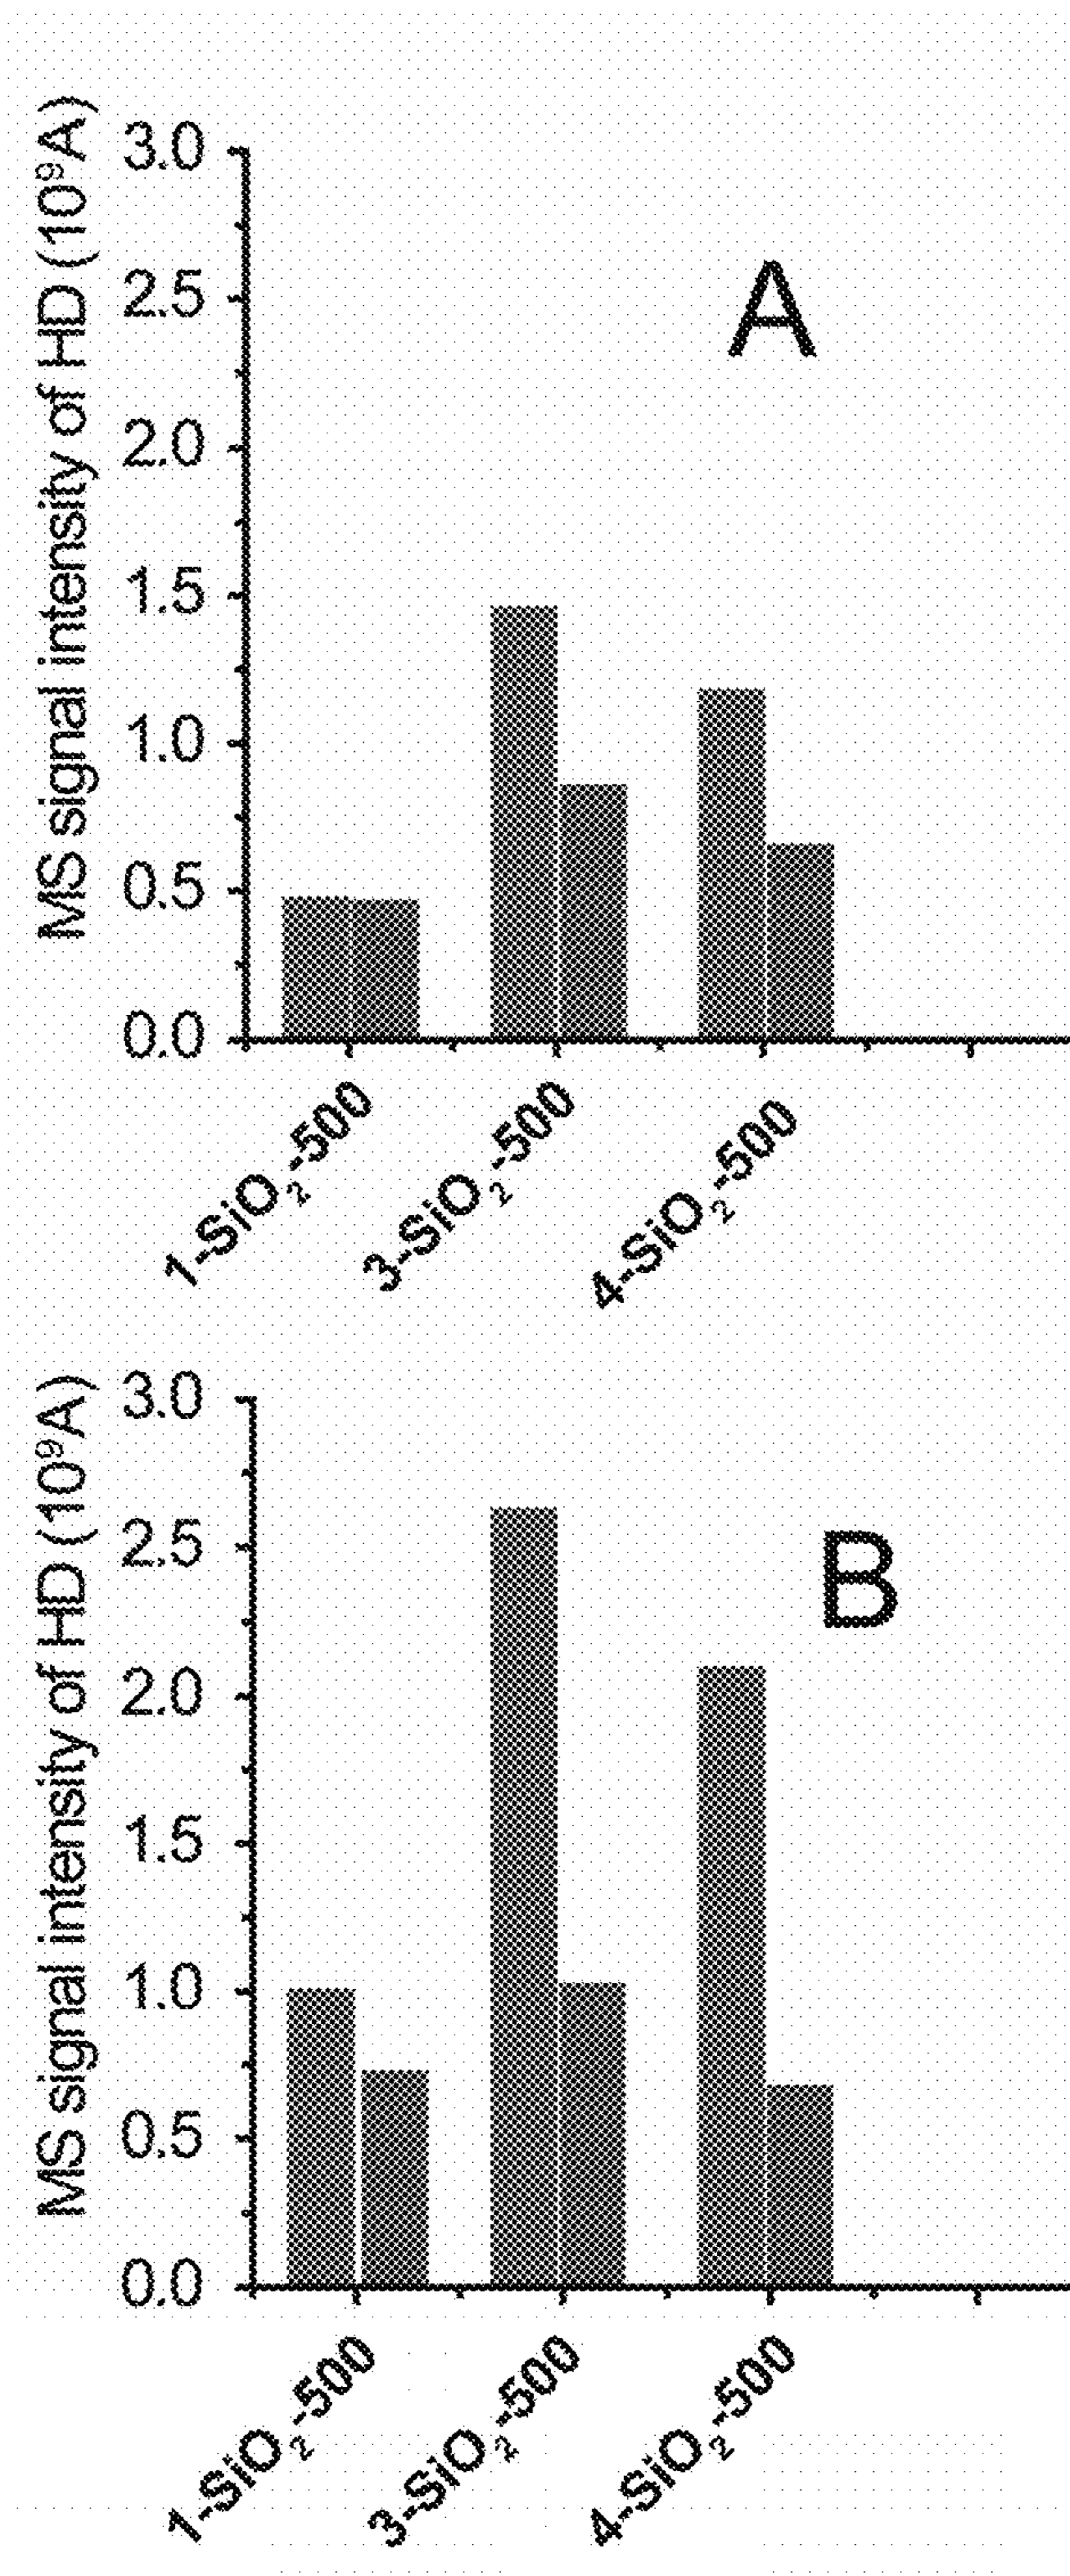 MS signal intensity of HD (10⁹A)
3.0
2.5
2.0
1.5
1.0
0.5
0.0
A
1-SiO₂-500
3-SiO₂-500
4-SiO₂-500
MS signal intensity of HD (10⁹A)
3.0
2.5
2.0
1.5
1.0
0.5
0.0
B
1-SiO₂-500
3-SiO₂-500
4-SiO₂-500